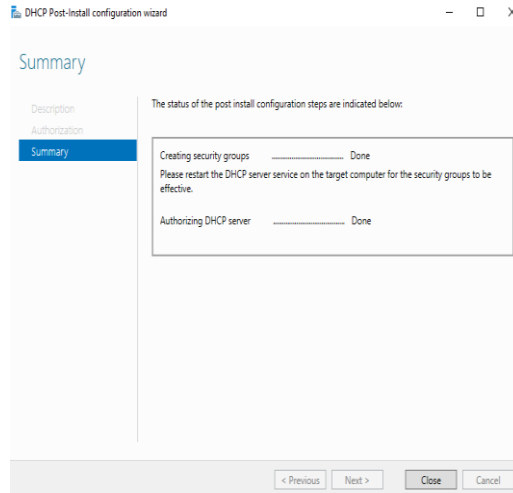 DHCP Post-Install configuration wizard
Summary
Description
Authorization
Summary
The status of the post install configuration steps are indicated below:
Creating security groups .............................. Done
Please restart the DHCP server service on the target computer for the security groups to be
effective.
Authorizing DHCP server .............................. Done
< Previous
Next >
Close
Cancel